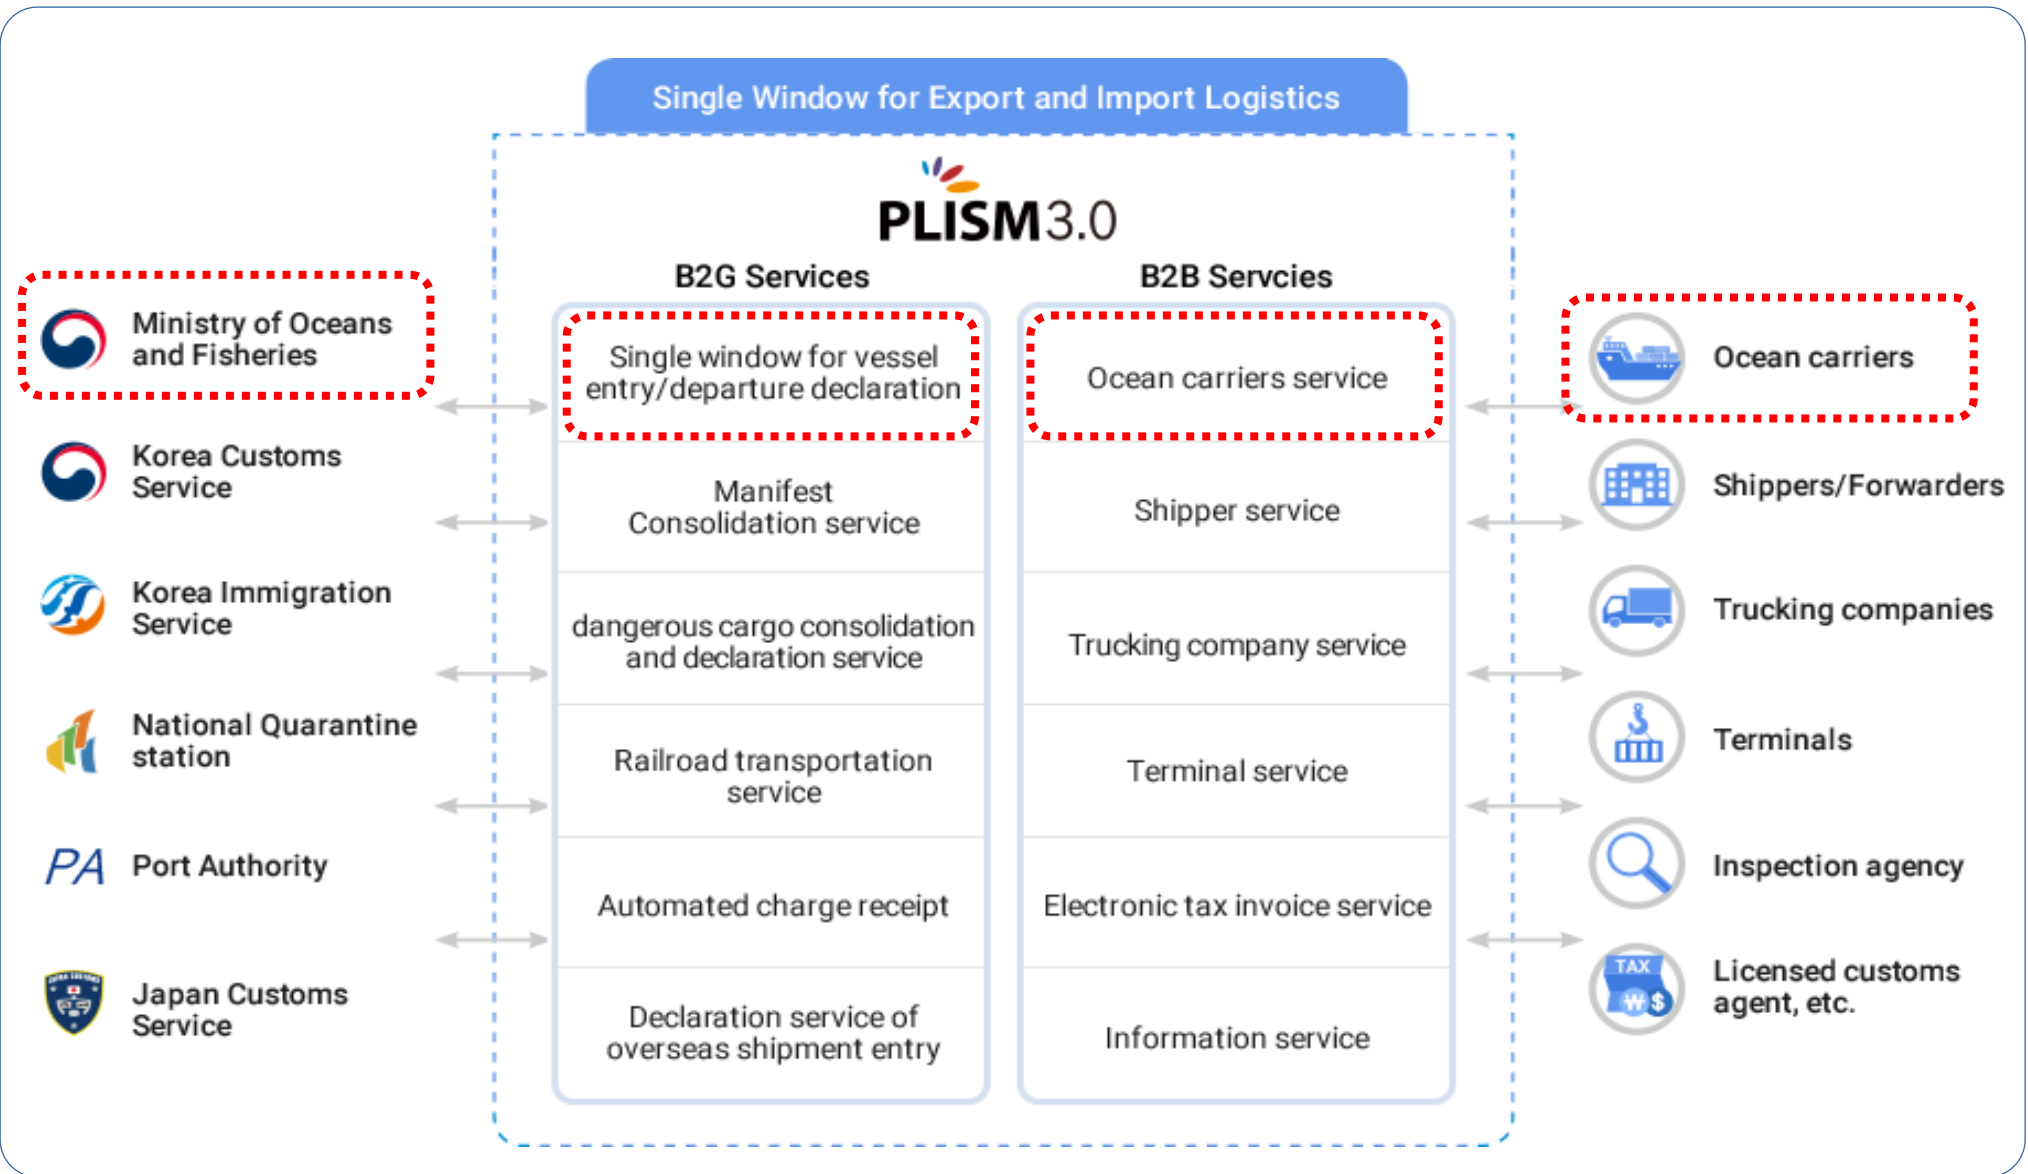 Single Window for Export and Import Logistics
PLISM3.0
B2G Services
B2B Servcies
Ministry of Oceans
and Fisheries
Korea Customs
Service
Korea Immigration
Service
National Quarantine
station
PA Port Authority
Japan Customs
Service
Single window for vessel
entry/departure declaration
Manifest
Consolidation service
dangerous cargo consolidation
and declaration service
Railroad transportation
service
Automated charge receipt
Declaration service of
overseas shipment entry
Ocean carriers service
Shipper service
Trucking company service
Terminal service
Electronic tax invoice service
Information service
Ocean carriers
Shippers/Forwarders
Trucking companies
Terminals
Inspection agency
TAX
₩ $
Licensed customs
agent, etc.